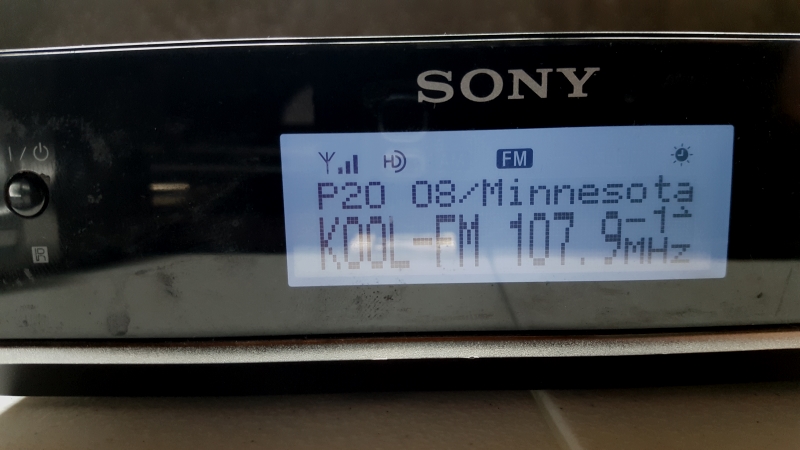 SONY
I/⏻
HD
FM
P20 08/Minnesota
KOOL-FM 107.9-1 MHz
R